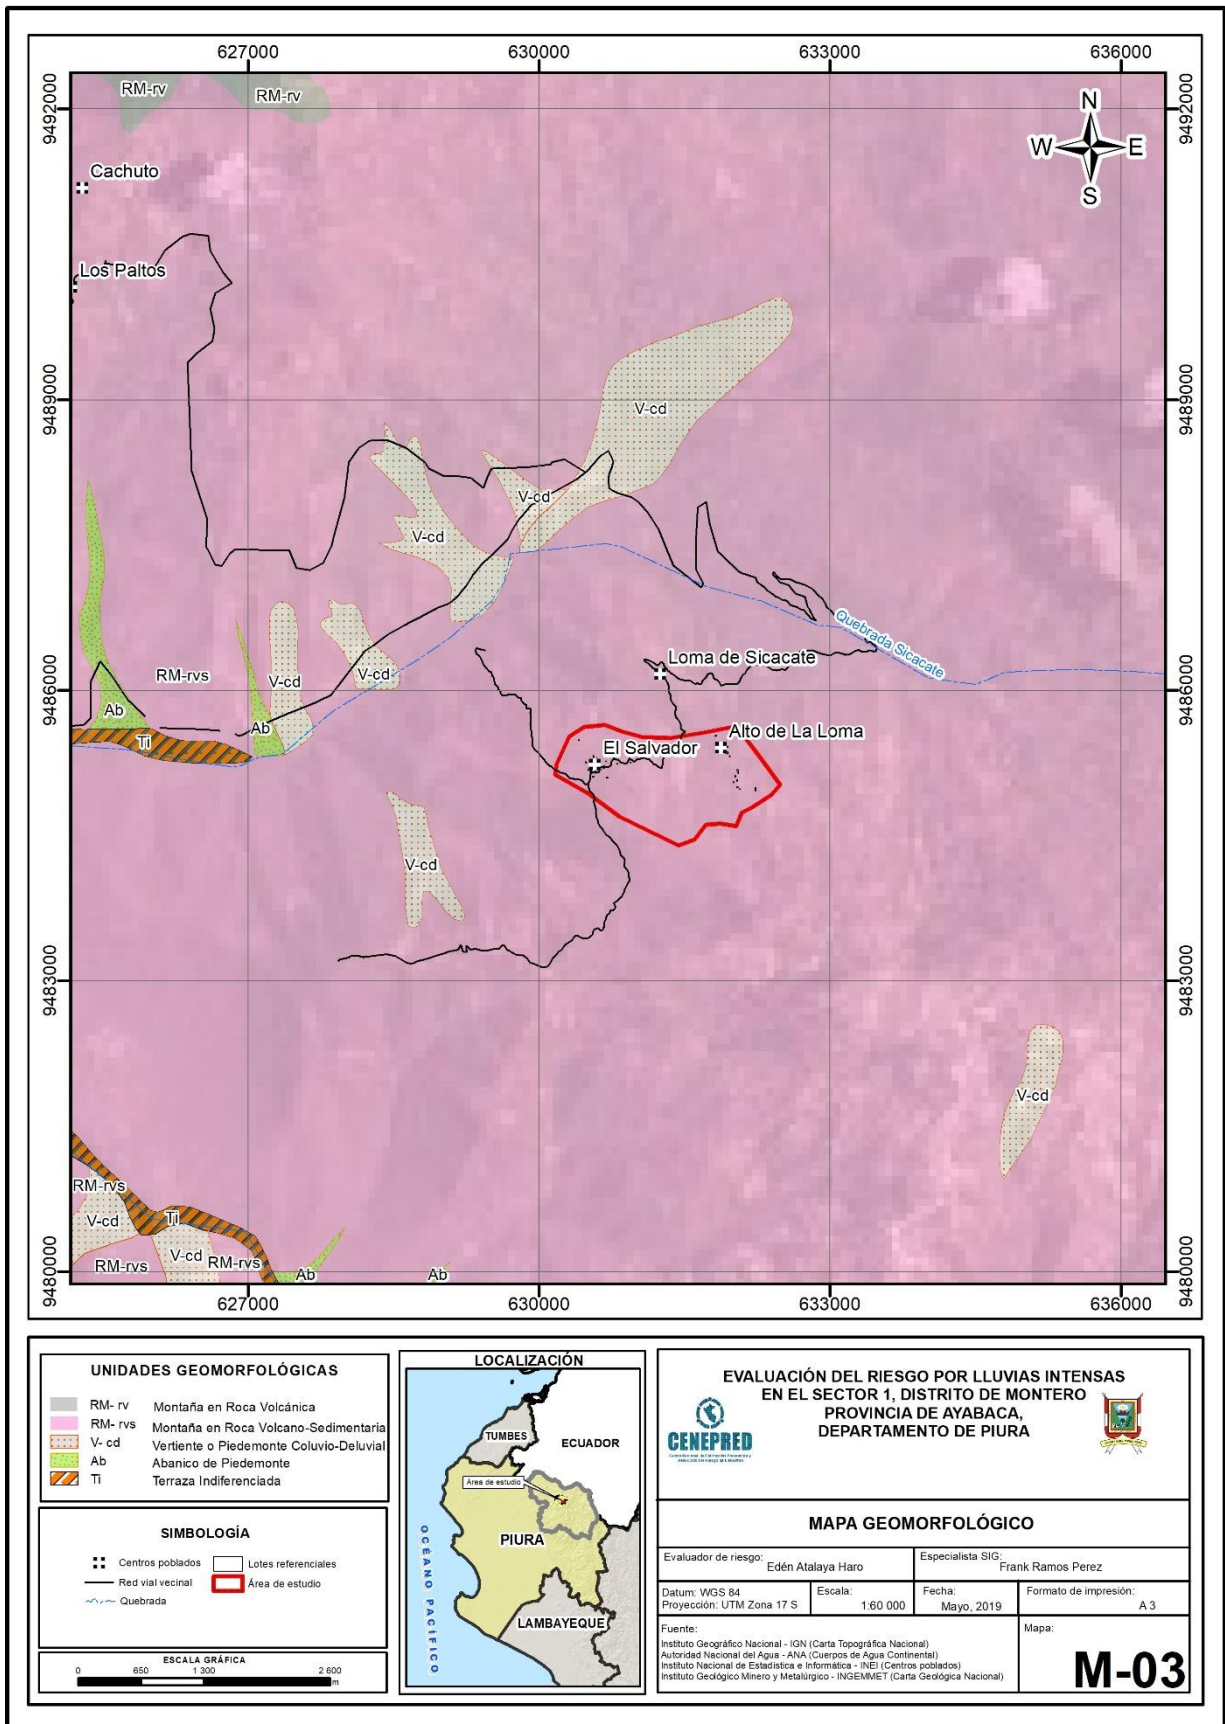 627000 630000 633000 636000
RM-rv
RM-rv
9492000
9492000
N
W E
S
Cachuto
Los Paltos
9489000
9489000
V-cd
V-cd
V-cd
Quebrada Sicacate
Loma de Sicacate
RM-rvs
V-cd
V-cd
9486000
9486000
Ab
Ab
Ti
Alto de La Loma
El Salvador
V-cd
9483000
9483000
V-cd
RM-rvs
V-cd
Ti
V-cd
RM-rvs
RM-rvs
Ab
Ab
9480000
9480000
627000 630000 633000 636000
UNIDADES GEOMORFOLÓGICAS
RM- rv Montaña en Roca Volcánica
RM- rvs Montaña en Roca Volcano-Sedimentaria
V- cd Vertiente o Piedemonte Coluvio-Deluvial
Ab Abanico de Piedemonte
Ti Terraza Indiferenciada
SIMBOLOGÍA
Centros poblados
Lotes referenciales
Red vial vecinal
Área de estudio
Quebrada
ESCALA GRÁFICA
0 650 1 300 2 600
m
LOCALIZACIÓN
TUMBES
ECUADOR
Área de estudio
PIURA
OCÉANO PACÍFICO
LAMBAYEQUE
EVALUACIÓN DEL RIESGO POR LLUVIAS INTENSAS
EN EL SECTOR 1, DISTRITO DE MONTERO
PROVINCIA DE AYABACA,
DEPARTAMENTO DE PIURA
CENEPRED
MAPA GEOMORFOLÓGICO
Evaluador de riesgo:
Edén Atalaya Haro
Especialista SIG:
Frank Ramos Perez
Datum: WGS 84
Proyección: UTM Zona 17 S
Escala:
1:60 000
Fecha:
Mayo, 2019
Formato de impresión:
A 3
Fuente:
Instituto Geográfico Nacional - IGN (Carta Topográfica Nacional)
Autoridad Nacional del Agua - ANA (Cuerpos de Agua Continental)
Instituto Nacional de Estadística e Informática - INEI (Centros poblados)
Instituto Geológico Minero y Metalúrgico - INGEMMET (Carta Geológica Nacional)
Mapa:
M-03